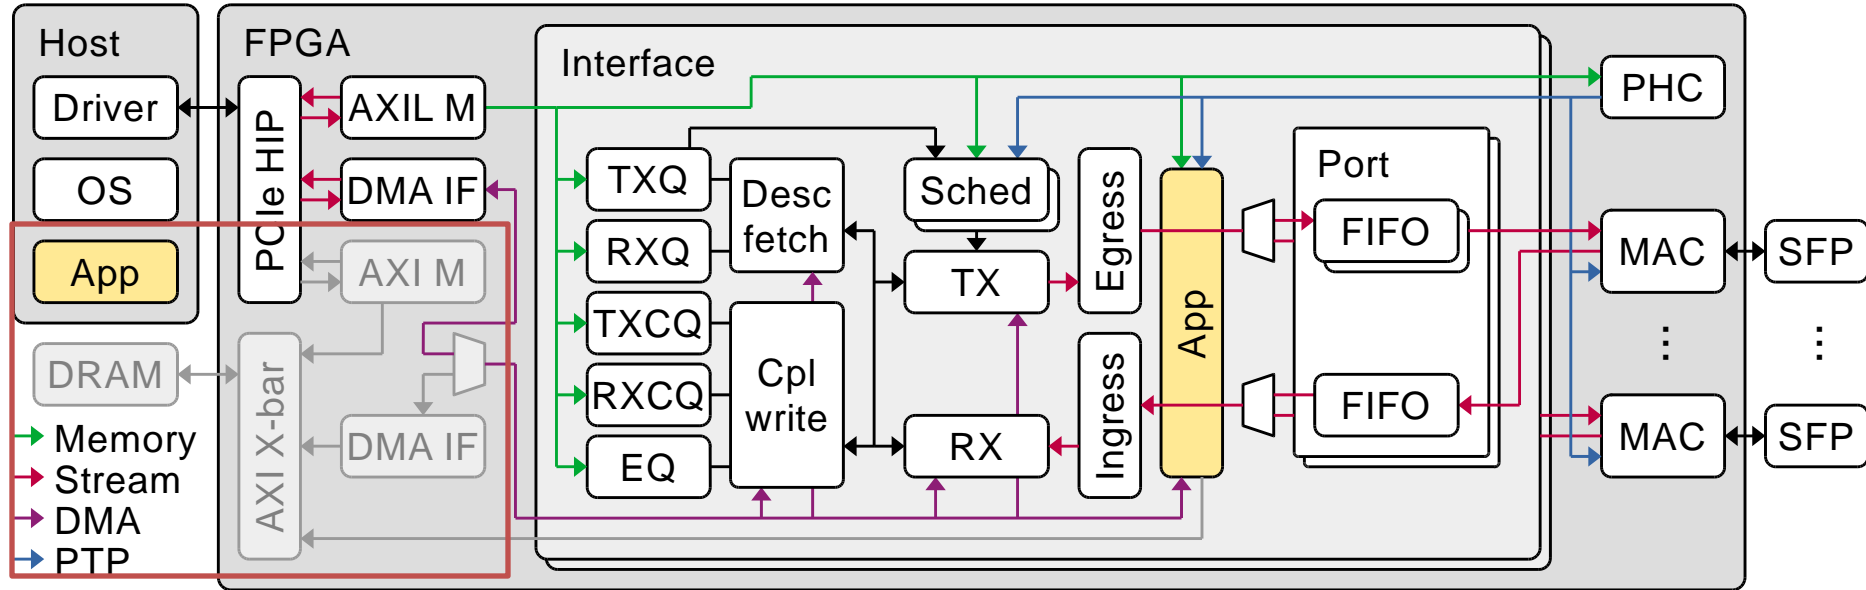 Host
Driver
OS
App
DRAM
Memory
Stream
DMA
PTP
FPGA
PCIe HIP
AXIL M
DMA IF
AXI M
AXI X-bar
DMA IF
Interface
TXQ
RXQ
TXCQ
RXCQ
EQ
Desc
fetch
Cpl
write
Sched
TX
RX
Egress
Ingress
App
Port
FIFO
FIFO
PHC
MAC
...
MAC
SFP
...
SFP